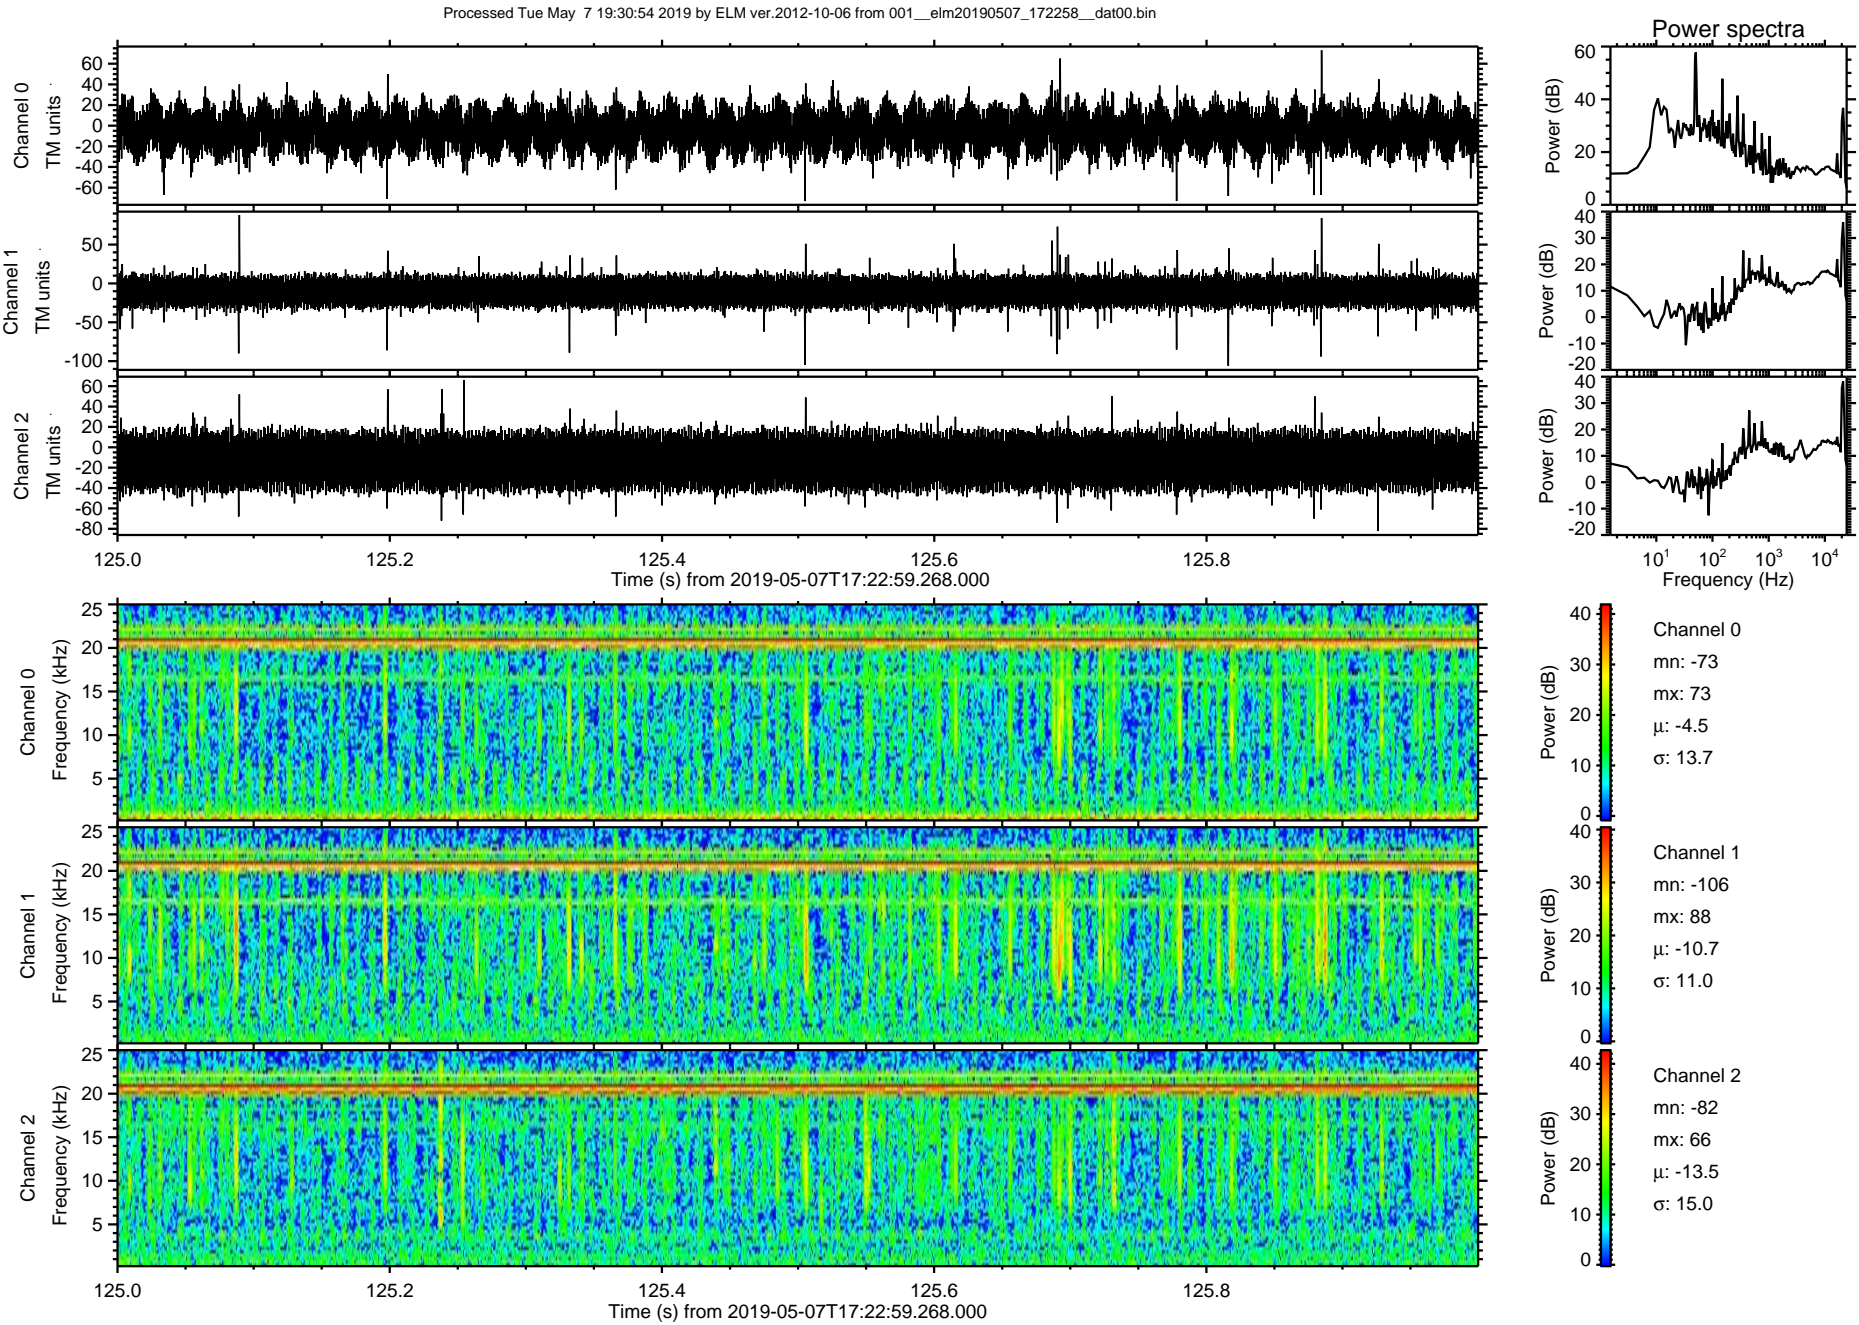 Processed Tue May  7 19:30:54 2019 by ELM ver.2012-10-06 from 001__elm20190507_172258__dat00.bin
Power spectra
Channel 0
TM units
60
40
20
0
-20
-40
-60
Power (dB)
60
40
20
0
Channel 1
TM units
50
0
-50
-100
Power (dB)
40
30
20
10
0
-10
-20
Channel 2
TM units
60
40
20
0
-20
-40
-60
-80
Power (dB)
40
30
20
10
0
-10
-20
125.0 125.2 125.4 125.6 125.8
Time (s) from 2019-05-07T17:22:59.268.000
10¹ 10² 10³ 10⁴
Frequency (Hz)
Channel 0
Frequency (kHz)
25
20
15
10
5
Power (dB)
40
30
20
10
0
Channel 0
mn: -73
mx: 73
μ: -4.5
σ: 13.7
Channel 1
Frequency (kHz)
25
20
15
10
5
Power (dB)
40
30
20
10
0
Channel 1
mn: -106
mx: 88
μ: -10.7
σ: 11.0
Channel 2
Frequency (kHz)
25
20
15
10
5
Power (dB)
40
30
20
10
0
Channel 2
mn: -82
mx: 66
μ: -13.5
σ: 15.0
125.0 125.2 125.4 125.6 125.8
Time (s) from 2019-05-07T17:22:59.268.000